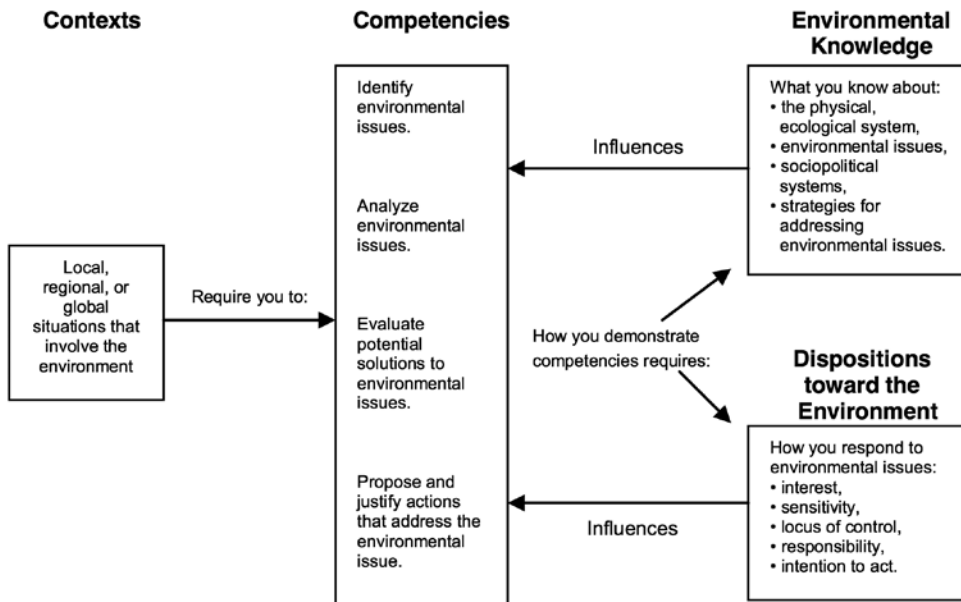 Contexts
Local,
regional, or
global
situations that
involve the
environment
Require you to:
Competencies
Identify
environmental
issues.
Analyze
environmental
issues.
Evaluate
potential
solutions to
environmental
issues.
Propose and
justify actions
that address the
environmental
issue.
Influences
How you demonstrate
competencies requires:
Influences
Environmental
Knowledge
What you know about:
• the physical,
ecological system,
• environmental issues,
• sociopolitical
systems,
• strategies for
addressing
environmental issues.
Dispositions
toward the
Environment
How you respond to
environmental issues:
• interest,
• sensitivity,
• locus of control,
• responsibility,
• intention to act.